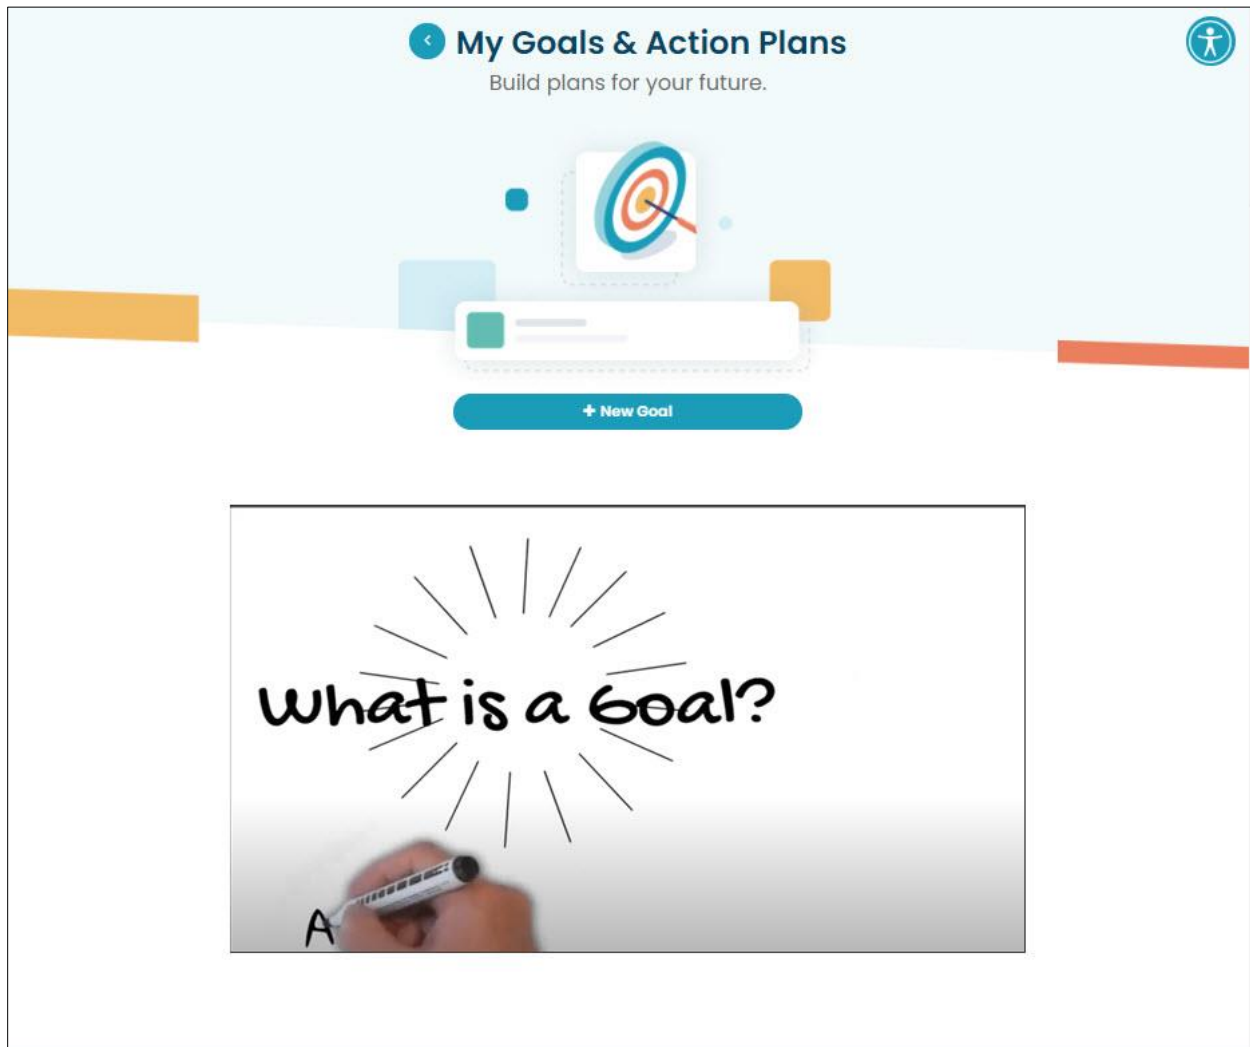 My Goals & Action Plans
Build plans for your future.
+ New Goal
What is a Goal?
A